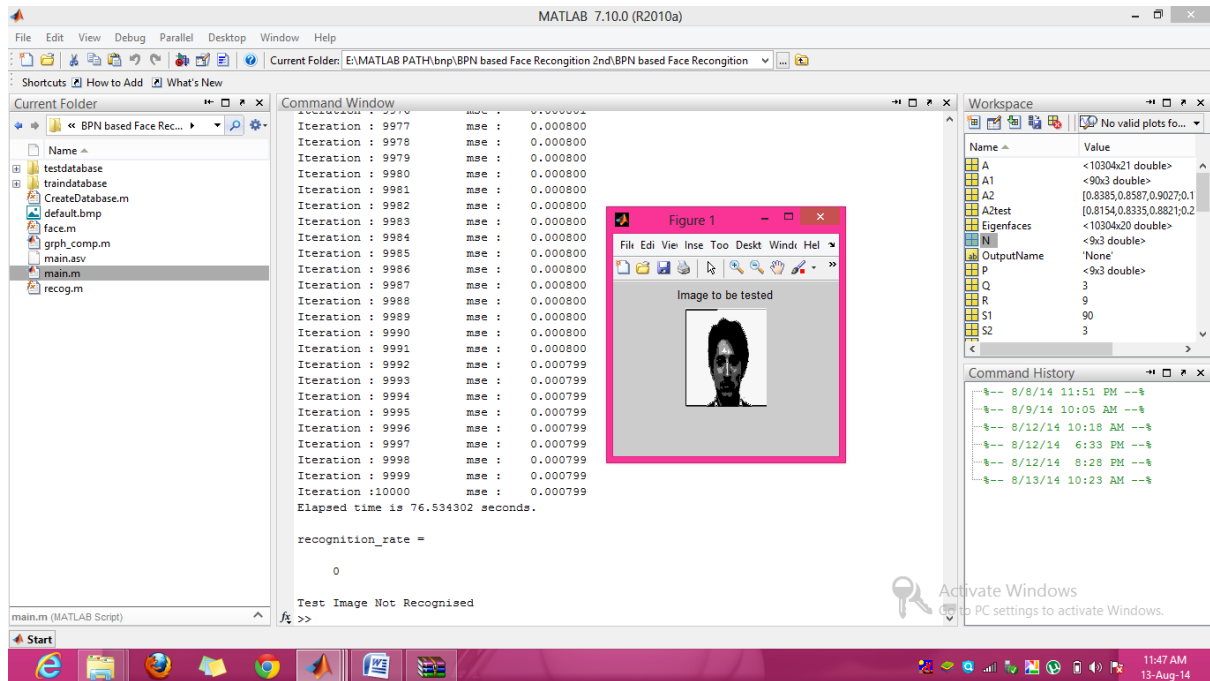 MATLAB 7.10.0 (R2010a)
File Edit View Debug Parallel Desktop Window Help
Current Folder: E:\MATLAB PATH\bnp\BPN based Face Recongition 2nd\BPN based Face Recongition
Shortcuts How to Add What's New
Current Folder
« BPN based Face Rec...
Name
testdatabase
traindatabase
CreateDatabase.m
default.bmp
face.m
grph_comp.m
main.asv
main.m
recog.m
main.m (MATLAB Script)
Command Window
Iteration : 9977 mse : 0.000800
Iteration : 9978 mse : 0.000800
Iteration : 9979 mse : 0.000800
Iteration : 9980 mse : 0.000800
Iteration : 9981 mse : 0.000800
Iteration : 9982 mse : 0.000800
Iteration : 9983 mse : 0.000800
Iteration : 9984 mse : 0.000800
Iteration : 9985 mse : 0.000800
Iteration : 9986 mse : 0.000800
Iteration : 9987 mse : 0.000800
Iteration : 9988 mse : 0.000800
Iteration : 9989 mse : 0.000800
Iteration : 9990 mse : 0.000800
Iteration : 9991 mse : 0.000800
Iteration : 9992 mse : 0.000799
Iteration : 9993 mse : 0.000799
Iteration : 9994 mse : 0.000799
Iteration : 9995 mse : 0.000799
Iteration : 9996 mse : 0.000799
Iteration : 9997 mse : 0.000799
Iteration : 9998 mse : 0.000799
Iteration : 9999 mse : 0.000799
Iteration :10000 mse : 0.000799
Elapsed time is 76.534302 seconds.
recognition_rate =
0
Test Image Not Recognised
fx >>
Figure 1
File Edi Viev Inse Too Deskt Windc Hel
Image to be tested
Workspace
No valid plots fo...
Name Value
A <10304x21 double>
A1 <90x3 double>
A2 [0.8385,0.8587,0.9027;0.1
A2test [0.8154,0.8335,0.8821;0.2
Eigenfaces <10304x20 double>
N <9x3 double>
OutputName 'None'
P <9x3 double>
Q 3
R 9
S1 90
S2 3
Command History
%-- 8/8/14 11:51 PM --%
%-- 8/9/14 10:05 AM --%
%-- 8/12/14 10:18 AM --%
%-- 8/12/14 6:33 PM --%
%-- 8/12/14 8:28 PM --%
%-- 8/13/14 10:23 AM --%
Activate Windows
Go to PC settings to activate Windows.
Start
11:47 AM
13-Aug-14